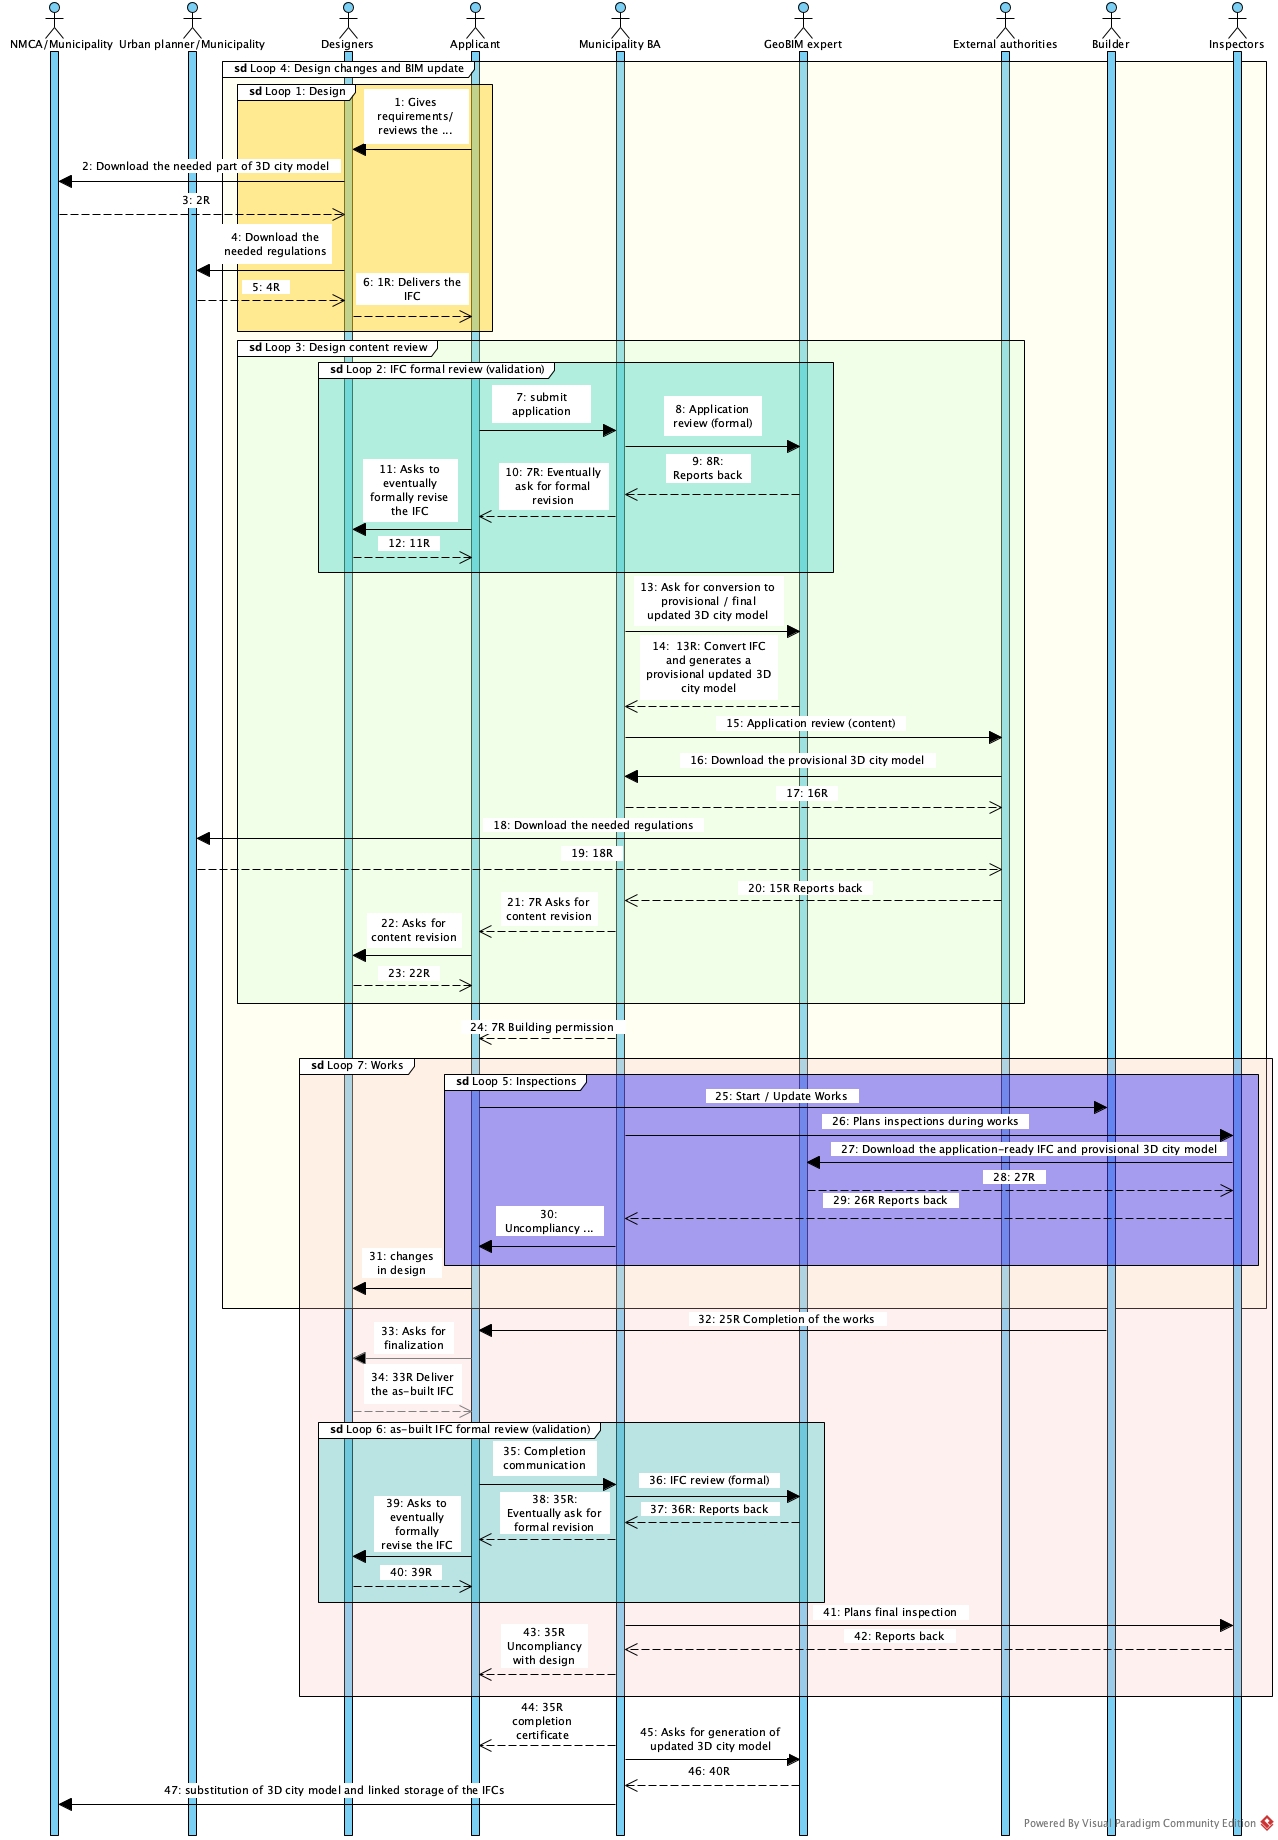 NMCA/Municipality
Urban planner/Municipality
Designers
Applicant
Municipality BA
GeoBIM expert
External authorities
Builder
Inspectors
sd Loop 4: Design changes and BIM update
sd Loop 1: Design
1: Gives
requirements/
reviews the ...
2: Download the needed part of 3D city model
3: 2R
4: Download the
needed regulations
5: 4R
6: 1R: Delivers the
IFC
sd Loop 3: Design content review
sd Loop 2: IFC formal review (validation)
7: submit
application
8: Application
review (formal)
9: 8R:
Reports back
10: 7R: Eventually
ask for formal
revision
11: Asks to
eventually
formally revise
the IFC
12: 11R
13: Ask for conversion to
provisional / final
updated 3D city model
14:  13R: Convert IFC
and generates a
provisional updated 3D
city model
15: Application review (content)
16: Download the provisional 3D city model
17: 16R
18: Download the needed regulations
19: 18R
20: 15R Reports back
21: 7R Asks for
content revision
22: Asks for
content revision
23: 22R
24: 7R Building permission
sd Loop 7: Works
sd Loop 5: Inspections
25: Start / Update Works
26: Plans inspections during works
27: Download the application-ready IFC and provisional 3D city model
28: 27R
29: 26R Reports back
30:
Uncompliancy ...
31: changes
in design
32: 25R Completion of the works
33: Asks for
finalization
34: 33R Deliver
the as-built IFC
sd Loop 6: as-built IFC formal review (validation)
35: Completion
communication
36: IFC review (formal)
37: 36R: Reports back
38: 35R:
Eventually ask for
formal revision
39: Asks to
eventually
formally
revise the IFC
40: 39R
41: Plans final inspection
42: Reports back
43: 35R
Uncompliancy
with design
44: 35R
completion
certificate
45: Asks for generation of
updated 3D city model
46: 40R
47: substitution of 3D city model and linked storage of the IFCs
Powered By Visual Paradigm Community Edition